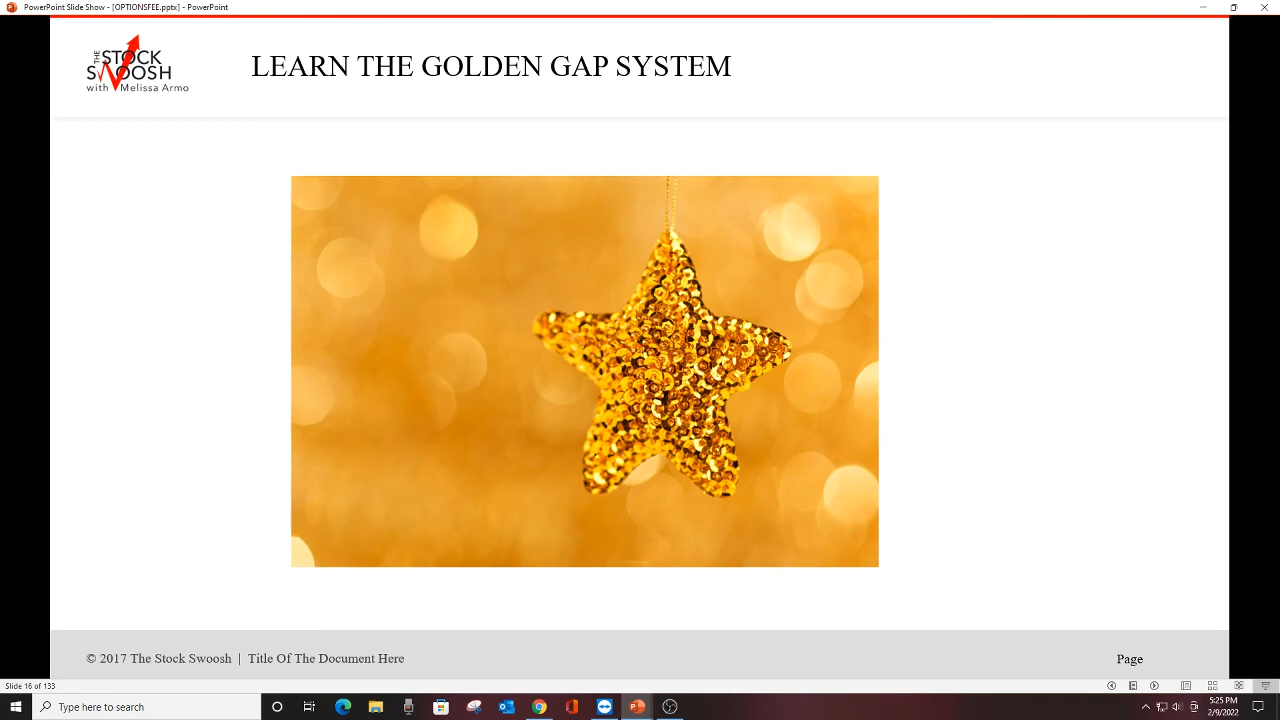 PowerPoint Slide Show - [OPTIONSFEE.pptx] - PowerPoint
THE STOCK
SWOOSH
with Melissa Armo
LEARN THE GOLDEN GAP SYSTEM
© 2017 The Stock Swoosh | Title Of The Document Here
Page
Slide 16 of 133
Type here to search
5:25 PM
2/9/2022